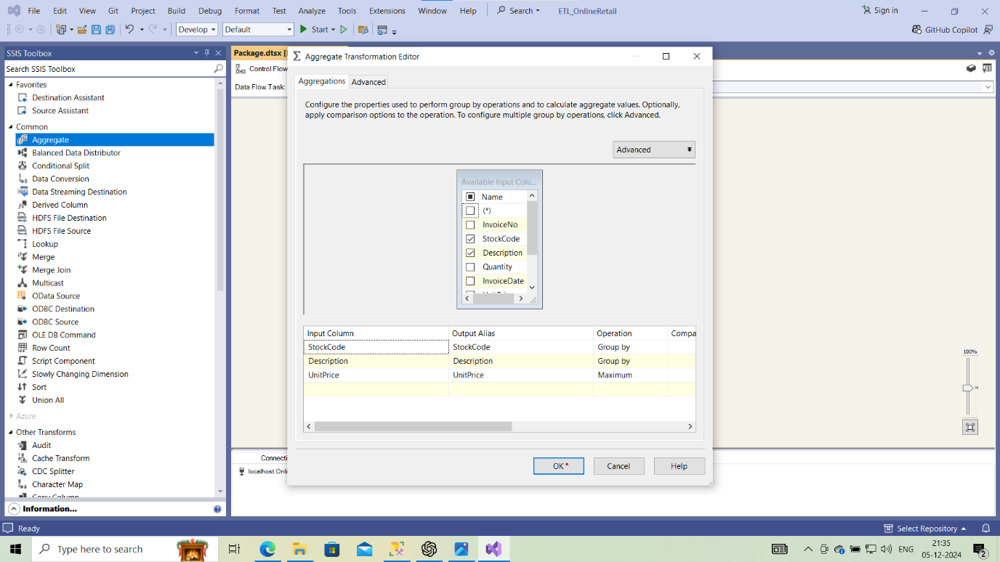 File Edit View Git Project Build Debug Format Test Analyze Tools Extensions Window Help Search ETL_OnlineRetail Sign in
Develop Default Start GitHub Copilot
SSIS Toolbox
Search SSIS Toolbox
Favorites
Destination Assistant
Source Assistant
Common
Aggregate
Balanced Data Distributor
Conditional Split
Data Conversion
Data Streaming Destination
Derived Column
HDFS File Destination
HDFS File Source
Lookup
Merge
Merge Join
Multicast
OData Source
ODBC Destination
ODBC Source
OLE DB Command
Row Count
Script Component
Slowly Changing Dimension
Sort
Union All
Azure
Other Transforms
Audit
Cache Transform
CDC Splitter
Character Map
Copy Column
Information...
Package.dtsx [
Control Flow
Data Flow Task:
Aggregate Transformation Editor
Aggregations Advanced
Configure the properties used to perform group by operations and to calculate aggregate values. Optionally,
apply comparison options to the operation. To configure multiple group by operations, click Advanced.
Advanced
Available Input Colu...
Name
(*)
InvoiceNo
StockCode
Description
Quantity
InvoiceDate
UnitPrice
Input Column Output Alias Operation Compa
StockCode StockCode Group by
Description Description Group by
UnitPrice UnitPrice Maximum
OK Cancel Help
100%
Connecti
localhost.Onli
Ready Select Repository
Type here to search ENG 21:35
05-12-2024 2